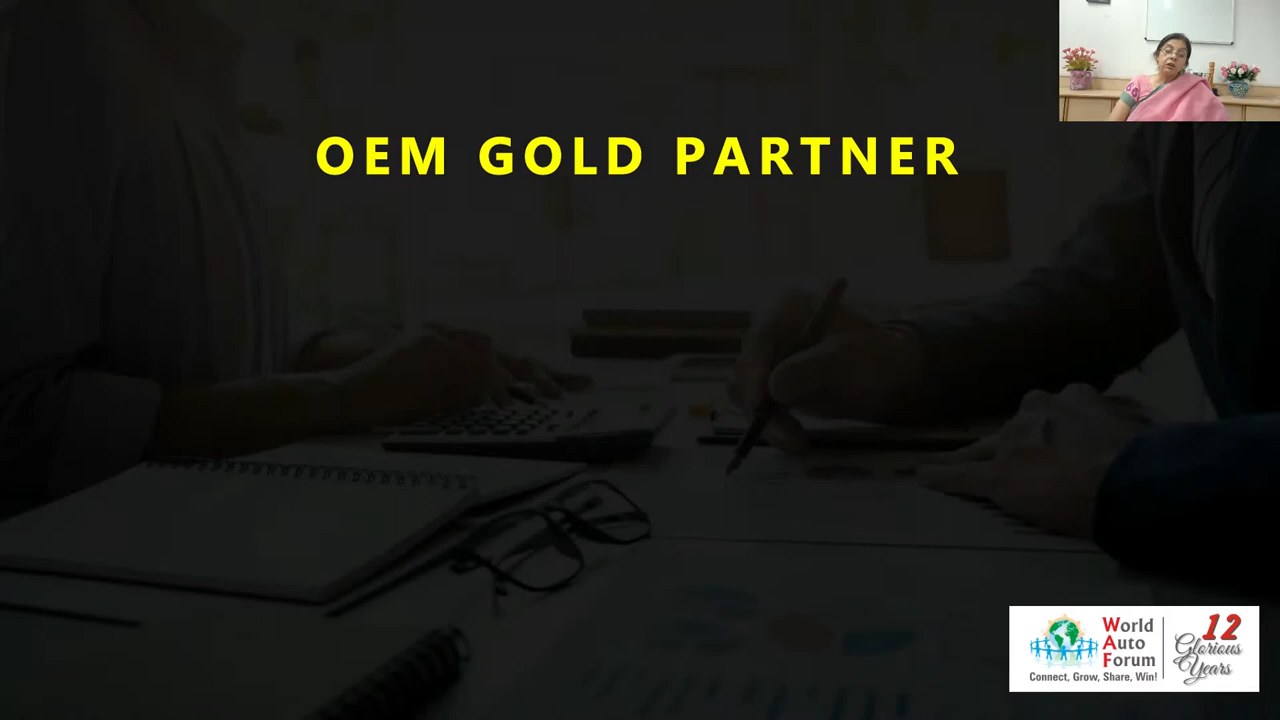 OEM GOLD PARTNER
World
Auto
Forum
Connect, Grow, Share, Win!
12
Glorious
Years